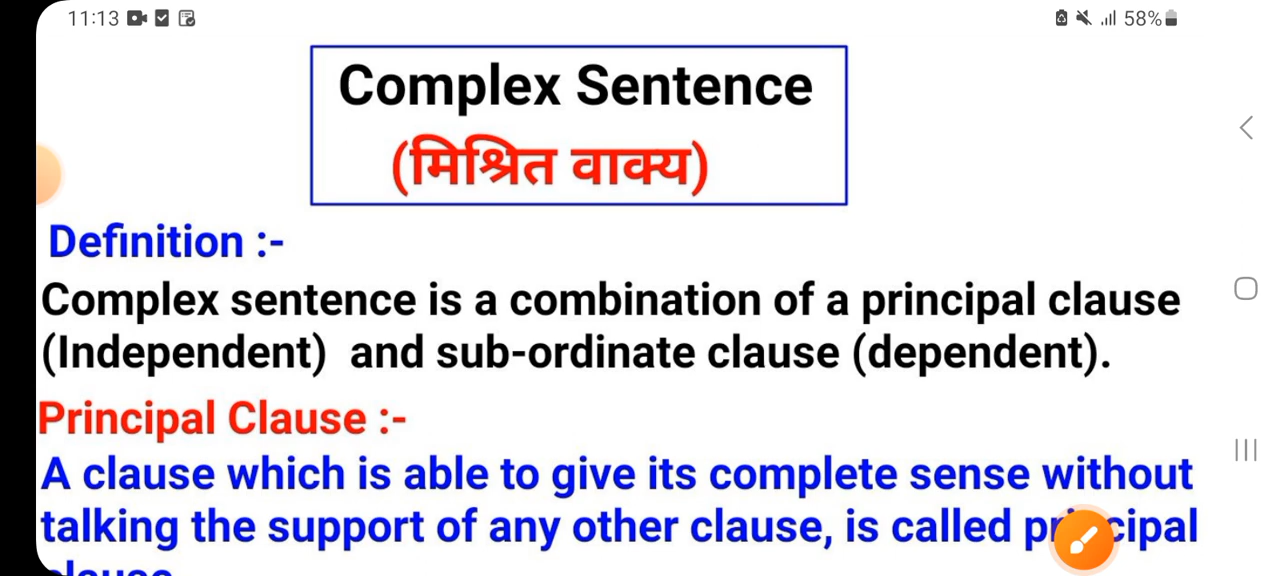 11:13
58%
Complex Sentence
(मिश्रित वाक्य)
Definition :-
Complex sentence is a combination of a principal clause
(Independent) and sub-ordinate clause (dependent).
Principal Clause :-
A clause which is able to give its complete sense without
talking the support of any other clause, is called principal
clause